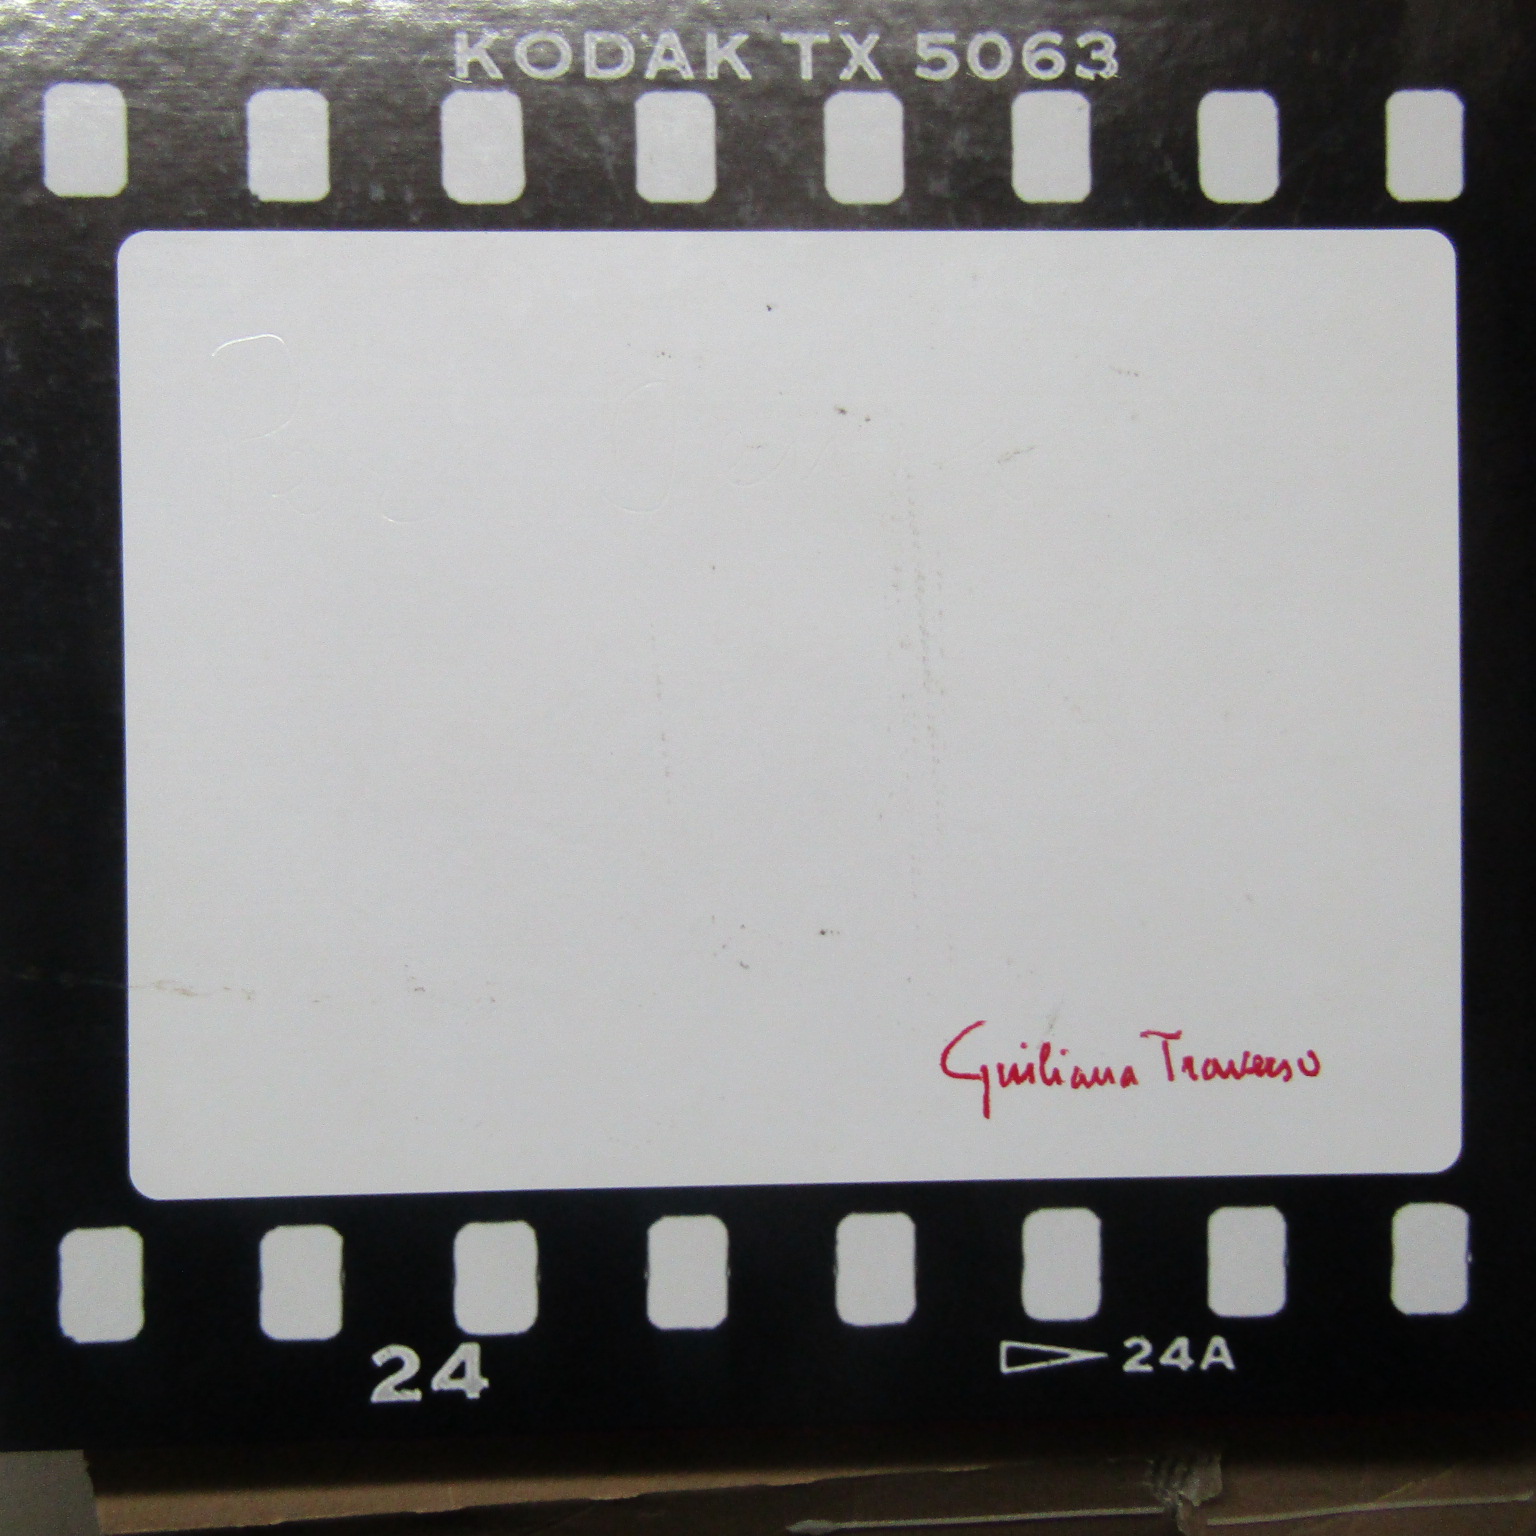 KODAK TX 5063
Giuliana Traverso
24
24A